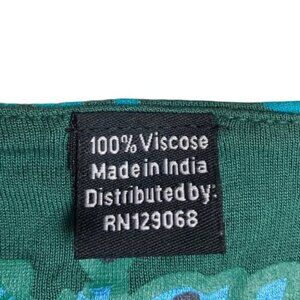 100% Viscose
Made in India
Distributed by:
RN129068